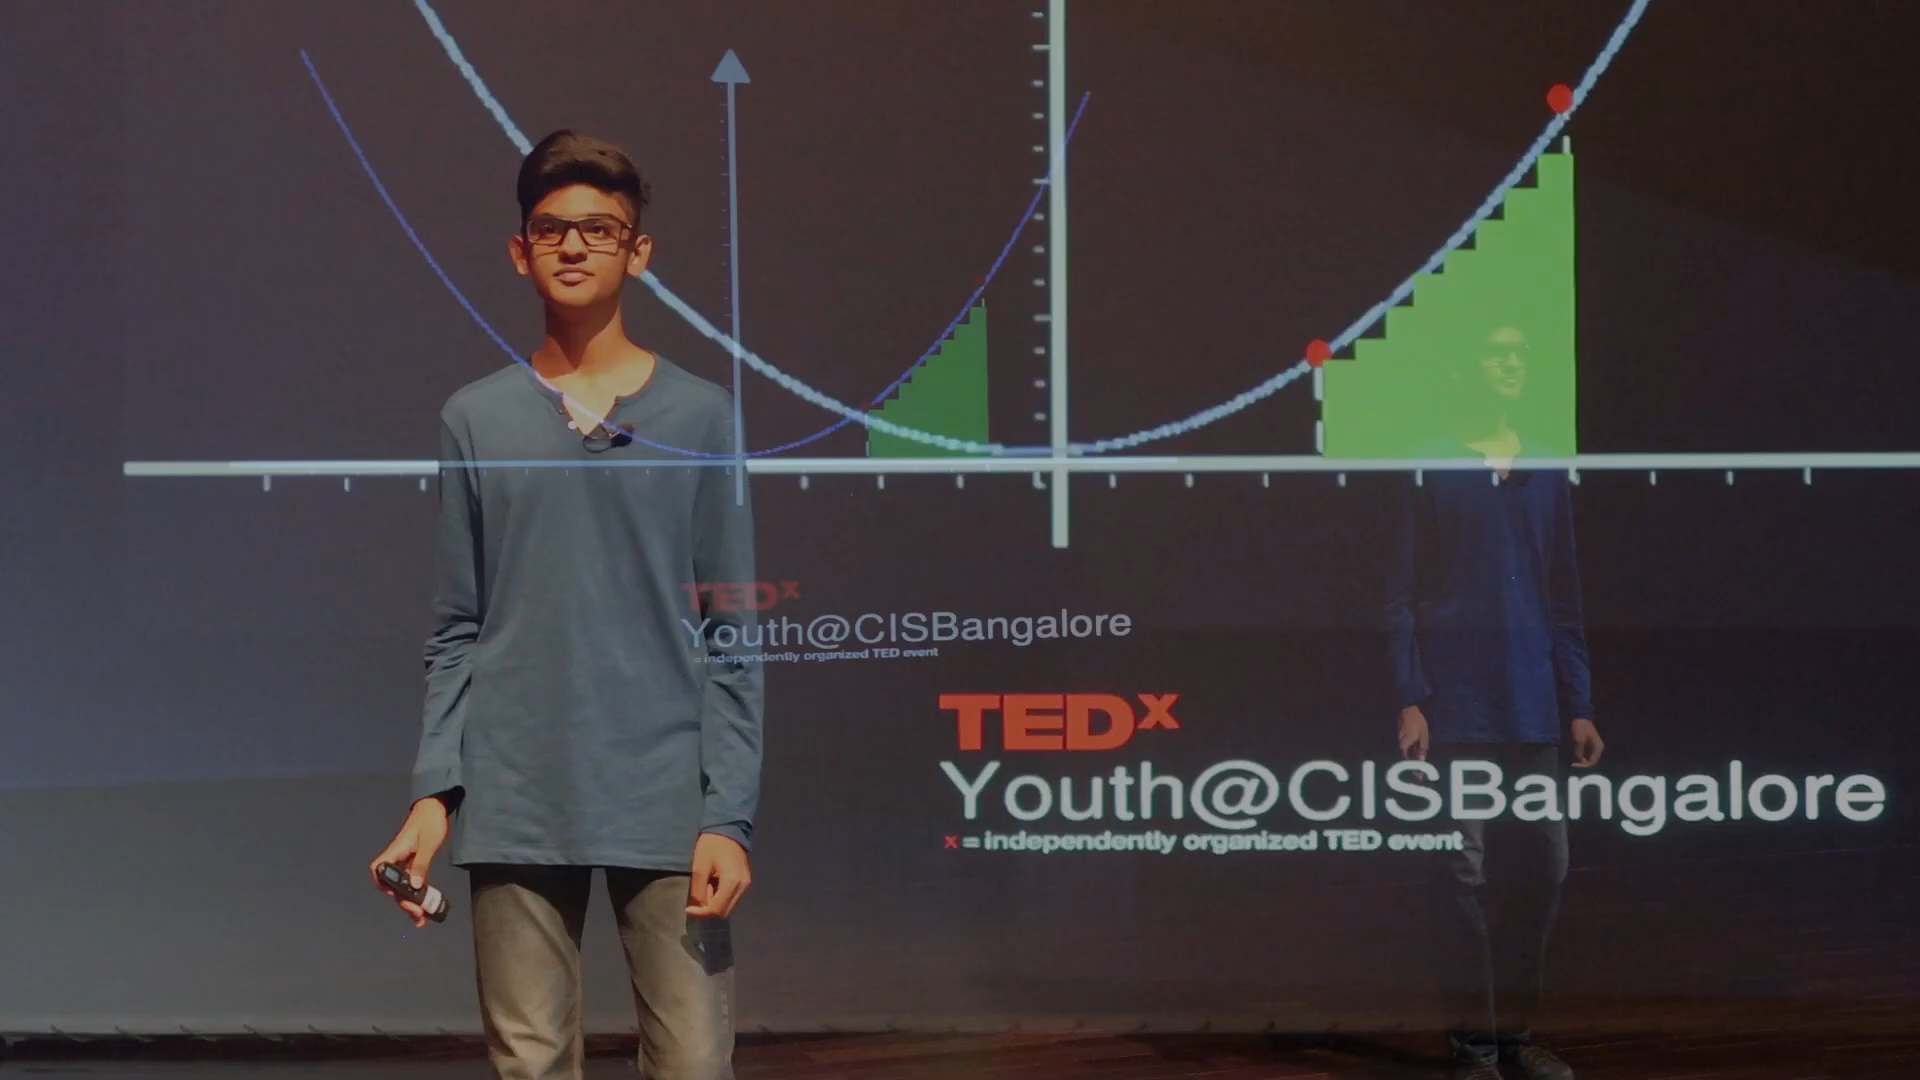 TEDx
Youth@CISBangalore
= independently organized TED event
TEDx
Youth@CISBangalore
x = independently organized TED event